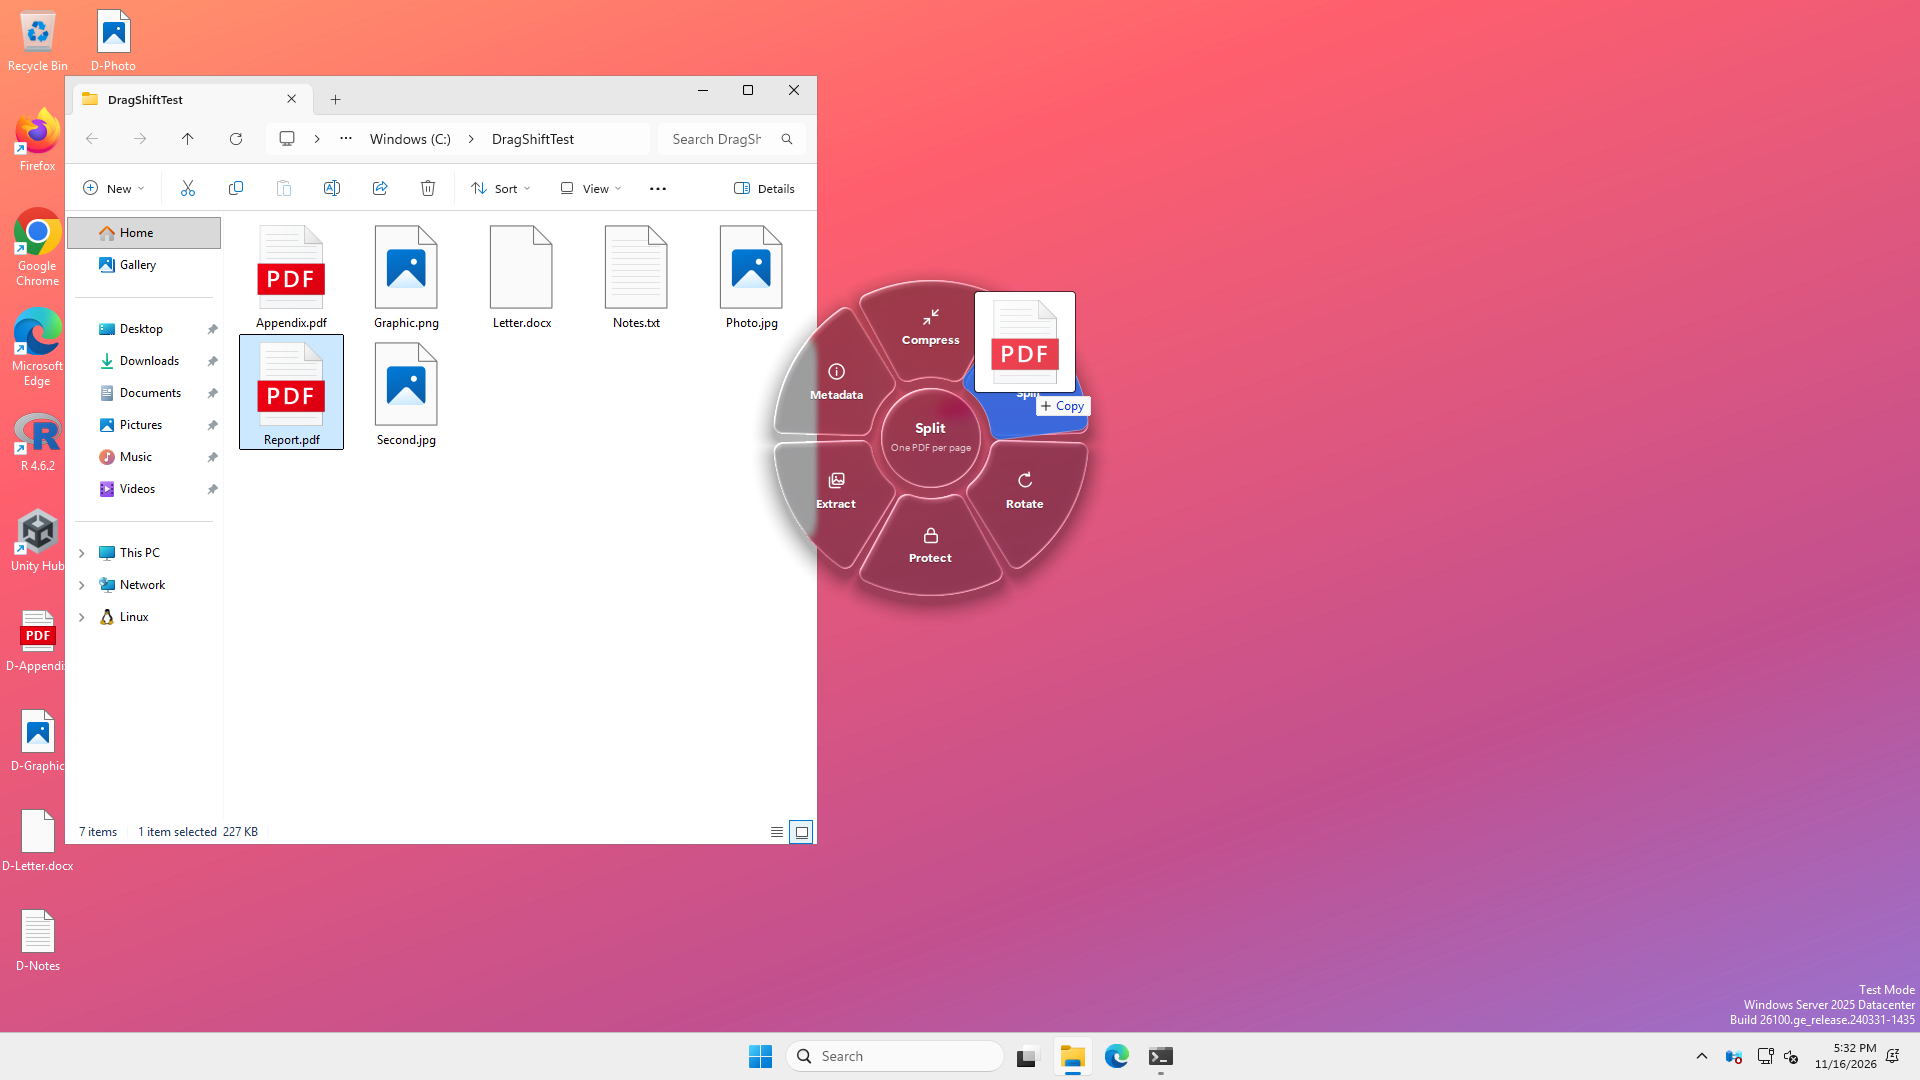 Recycle Bin
D-Photo
Firefox
Google
Chrome
Microsoft
Edge
R 4.6.2
Unity Hub
PDF
D-Appendi
D-Graphic
D-Letter.docx
D-Notes
DragShiftTest
Windows (C:)
DragShiftTest
Search DragSh
New
Sort
View
Details
Home
Gallery
Desktop
Downloads
Documents
Pictures
Music
Videos
This PC
Network
Linux
PDF
Appendix.pdf
Graphic.png
Letter.docx
Notes.txt
Photo.jpg
PDF
Report.pdf
Second.jpg
7 items
1 item selected 227 KB
Compress
Metadata
PDF
Split
Copy
Split
One PDF per page
Extract
Rotate
Protect
Test Mode
Windows Server 2025 Datacenter
Build 26100.ge_release.240331-1435
Search
5:32 PM
11/16/2026